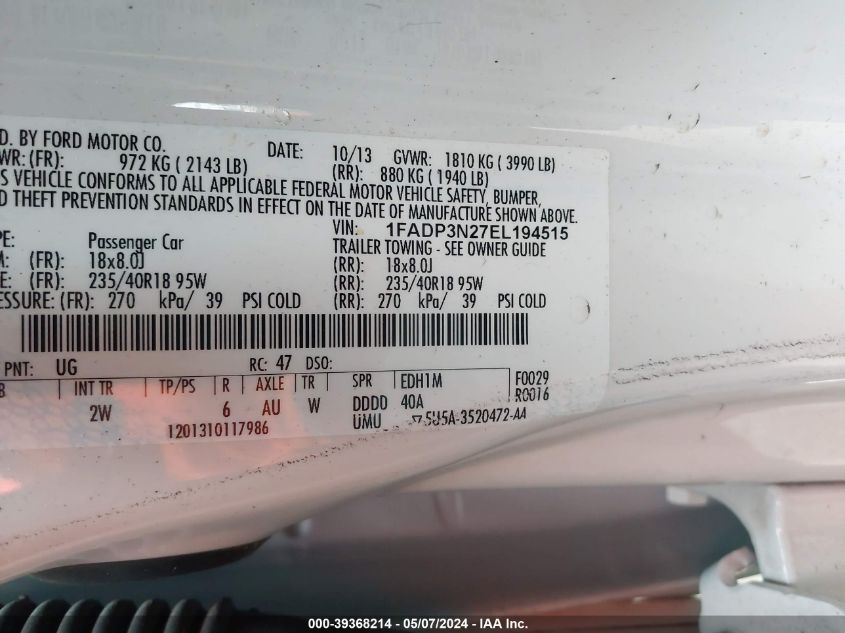 D. BY FORD MOTOR CO. DATE: 10/13 GVWR: 1810 KG ( 3990 LB)
WR: (FR): 972 KG ( 2143 LB) (RR): 880 KG ( 1940 LB)
S VEHICLE CONFORMS TO ALL APPLICABLE FEDERAL MOTOR VEHICLE SAFETY, BUMPER,
D THEFT PREVENTION STANDARDS IN EFFECT ON THE DATE OF MANUFACTURE SHOWN ABOVE.
VIN: 1FADP3N27EL194515
PE: Passenger Car TRAILER TOWING - SEE OWNER GUIDE
M: (FR): 18x8.0J (RR): 18x8.0J
E: (FR): 235/40R18 95W (RR): 235/40R18 95W
ESSURE: (FR): 270 kPa/ 39 PSI COLD (RR): 270 kPa/ 39 PSI COLD
PNT: UG RC: 47 DSO:
B INT TR TP/PS R AXLE TR SPR EDH1M F0029
2W 6 AU W DDDD 40A R0016
1201310117986 UMU 5U5A-3520472-AA
000-39368214 - 05/07/2024 - IAA Inc.